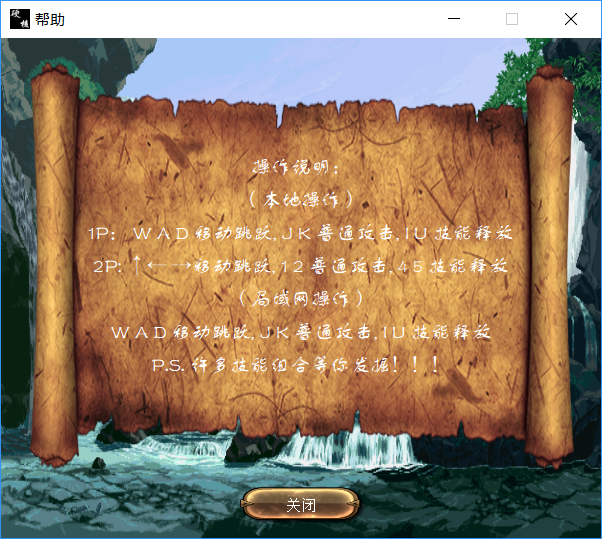 硬核
帮助
操作说明：
（本地操作）
1P：WAD移动跳跃,JK普通攻击,IU技能释放
2P:↑←→移动跳跃,12普通攻击,45技能释放
（局域网操作）
WAD移动跳跃,JK普通攻击,IU技能释放
P.S.许多技能组合等你发掘！！！
关闭